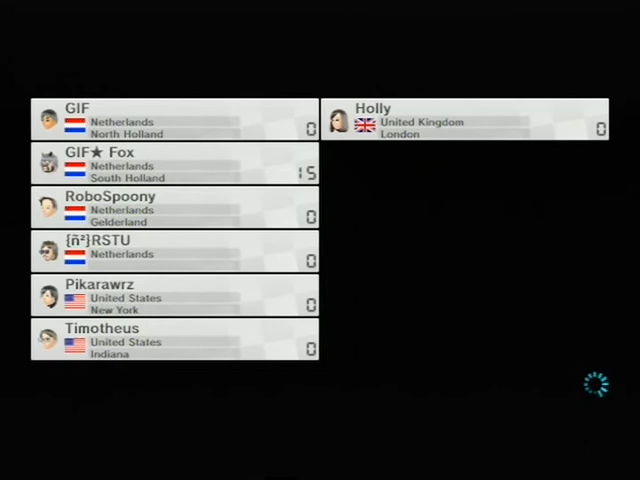 GIF
Netherlands
North Holland
0
GIF★ Fox
Netherlands
South Holland
15
RoboSpoony
Netherlands
Gelderland
0
{ñ²}RSTU
Netherlands
0
Pikarawrz
United States
New York
0
Timotheus
United States
Indiana
0
Holly
United Kingdom
London
0